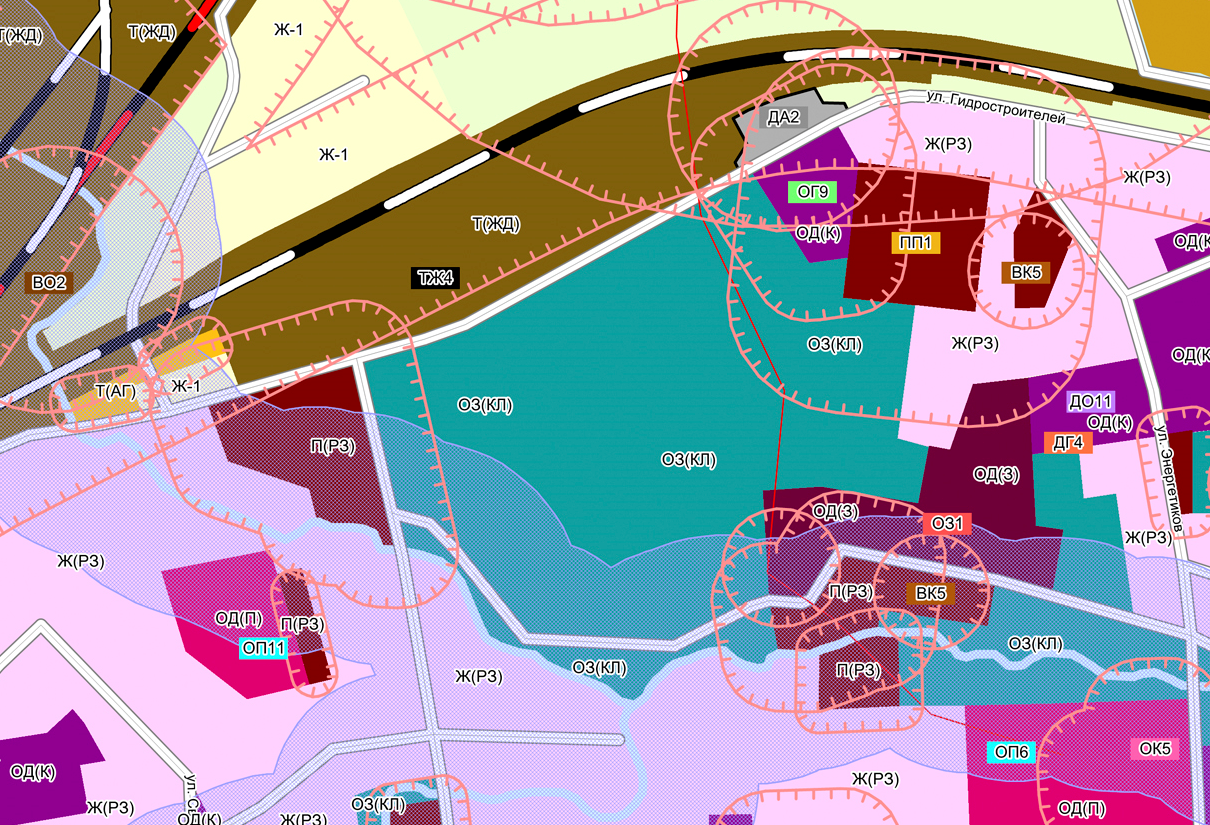 Т(ЖД)
Т(ЖД)
Ж-1
ул. Гидростроителей
ДА2
Ж(РЗ)
Ж-1
Ж(РЗ)
ОГ9
Т(ЖД)
ОД(К)
ПП1
ОД(К
ВК5
ТЖ4
ВО2
ОЗ(КЛ)
Ж(РЗ)
ОД(К
Т(АГ)
Ж-1
ДО11
ОЗ(КЛ)
ОД(К)
ДГ4
П(РЗ)
ОЗ(КЛ)
ОД(З)
ул. Энергетиков
ОД(З)
ОЗ1
Ж(РЗ)
Ж(РЗ)
П(РЗ)
ВК5
ОД(П)
П(РЗ)
ОП11
ОЗ(КЛ)
ОЗ(КЛ)
П(РЗ)
Ж(РЗ)
ОП6
ОК5
ОД(К)
Ж(РЗ)
Ж(РЗ)
ул.
ОЗ(КЛ)
ОД(П)
ОД(К)
Ж(РЗ)